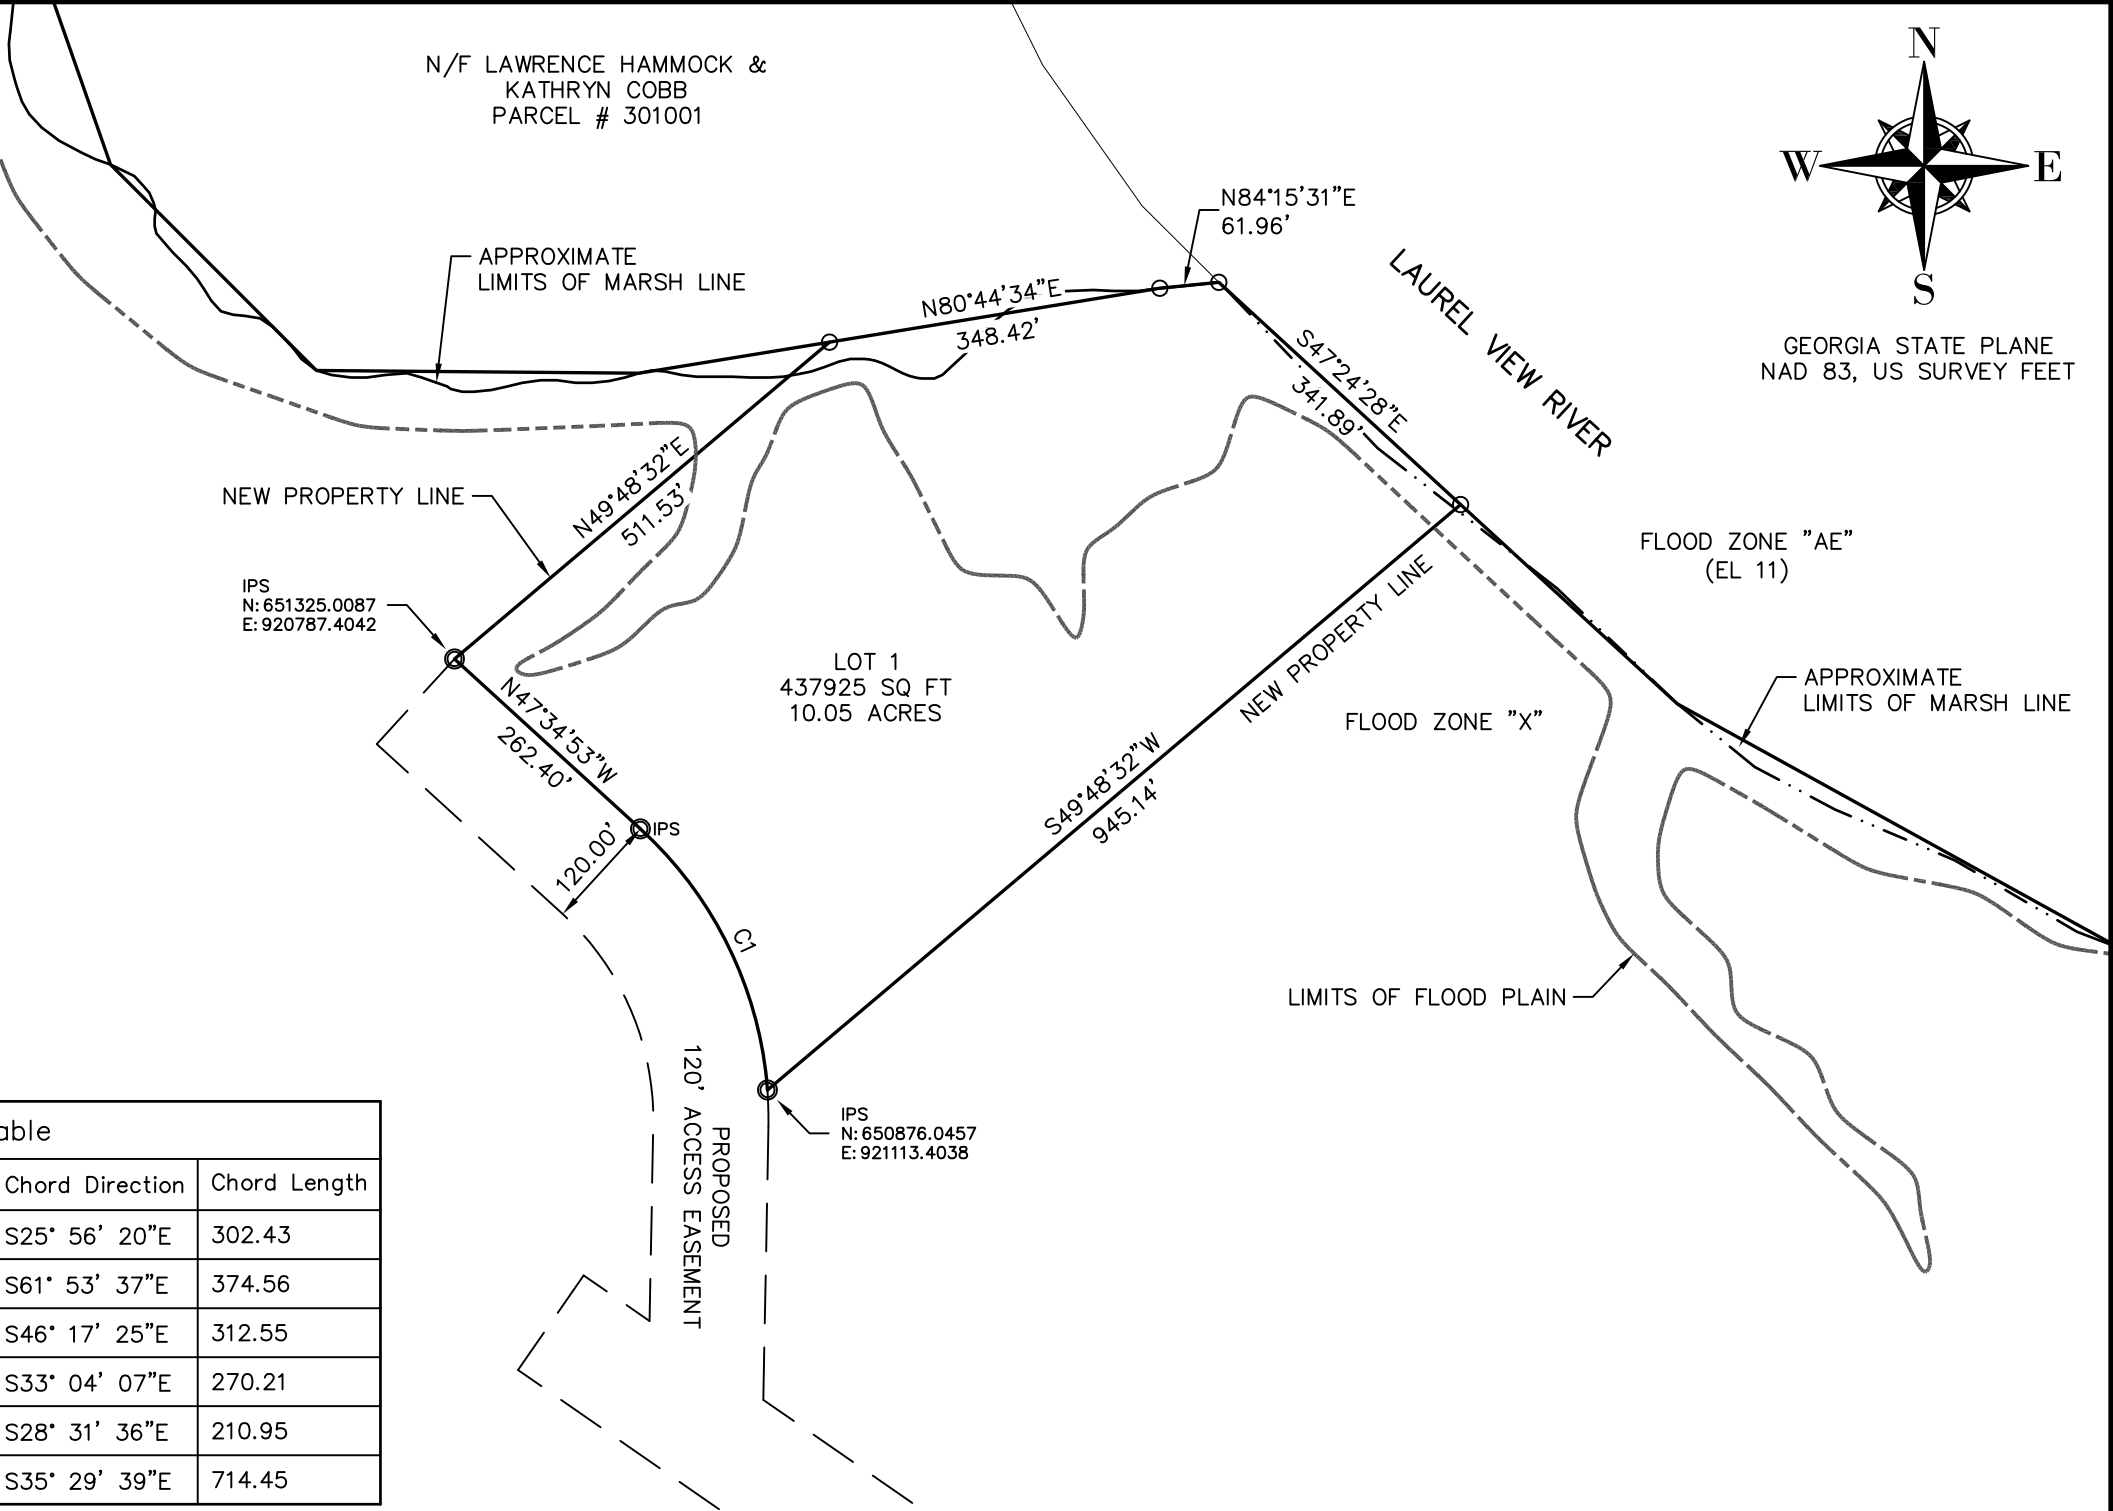 N/F LAWRENCE HAMMOCK &
KATHRYN COBB
PARCEL # 301001
N
W
E
S
GEORGIA STATE PLANE
NAD 83, US SURVEY FEET
N84°15'31"E
61.96'
APPROXIMATE
LIMITS OF MARSH LINE
N80°44'34"E
348.42'
LAUREL VIEW RIVER
S47°24'28"E
341.89'
NEW PROPERTY LINE
N49°48'32"E
511.53'
FLOOD ZONE "AE"
(EL 11)
IPS
N: 651325.0087
E: 920787.4042
LOT 1
437925 SQ FT
10.05 ACRES
NEW PROPERTY LINE
FLOOD ZONE "X"
APPROXIMATE
LIMITS OF MARSH LINE
N47°34'53"W
262.40'
S49°48'32"W
945.14'
IPS
120.00'
C1
LIMITS OF FLOOD PLAIN
PROPOSED
120' ACCESS EASEMENT
IPS
N: 650876.0457
E: 921113.4038
able
Chord Direction Chord Length
S25° 56' 20"E 302.43
S61° 53' 37"E 374.56
S46° 17' 25"E 312.55
S33° 04' 07"E 270.21
S28° 31' 36"E 210.95
S35° 29' 39"E 714.45